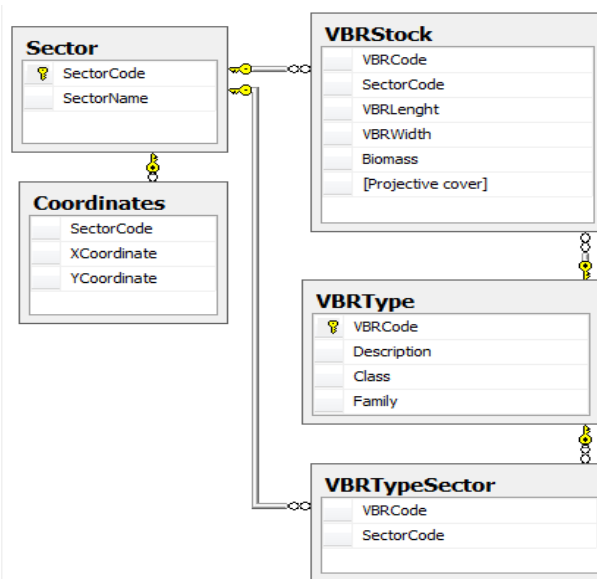 Sector
SectorCode
SectorName
Coordinates
SectorCode
XCoordinate
YCoordinate
VBRStock
VBRCode
SectorCode
VBRLenght
VBRWidth
Biomass
[Projective cover]
VBRType
VBRCode
Description
Class
Family
VBRTypeSector
VBRCode
SectorCode